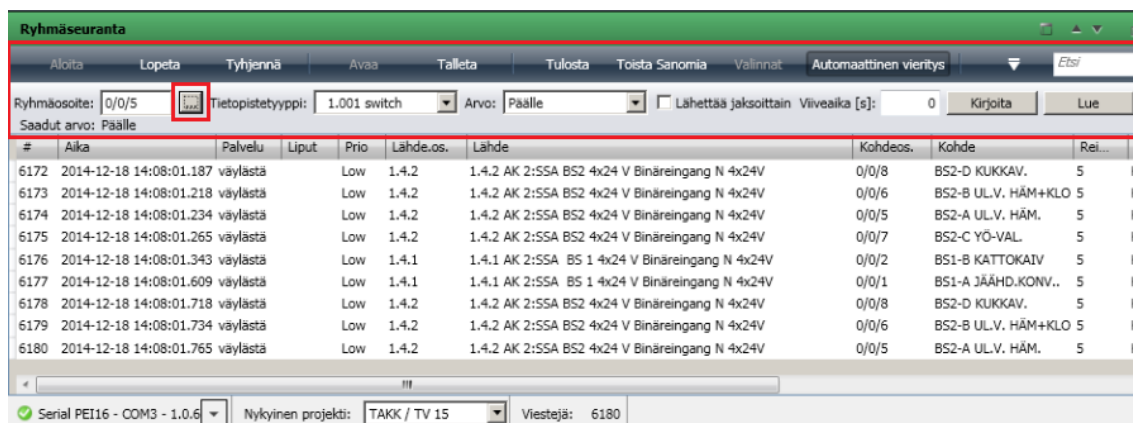 Ryhmäseuranta
Aloita Lopeta Tyhjennä Avaa Talleta Tulosta Toista Sanomia Valinnat Automaattinen vieritys Etsi
Ryhmäosoite: 0/0/5 ... Tietopistetyyppi: 1.001 switch Arvo: Päälle Lähettää jaksoittain Viiveaika [s]: 0 Kirjoita Lue
Saadut arvo: Päälle
# Aika Palvelu Liput Prio Lähde.os. Lähde Kohdeos. Kohde Rei...
6172 2014-12-18 14:08:01.187 väylästä Low 1.4.2 1.4.2 AK 2:SSA BS2 4x24 V Binäreingang N 4x24V 0/0/8 BS2-D KUKKAV. 5
6173 2014-12-18 14:08:01.218 väylästä Low 1.4.2 1.4.2 AK 2:SSA BS2 4x24 V Binäreingang N 4x24V 0/0/6 BS2-B UL.V. HÄM+KLO 5
6174 2014-12-18 14:08:01.234 väylästä Low 1.4.2 1.4.2 AK 2:SSA BS2 4x24 V Binäreingang N 4x24V 0/0/5 BS2-A UL.V. HÄM. 5
6175 2014-12-18 14:08:01.265 väylästä Low 1.4.2 1.4.2 AK 2:SSA BS2 4x24 V Binäreingang N 4x24V 0/0/7 BS2-C YÖ-VAL. 5
6176 2014-12-18 14:08:01.343 väylästä Low 1.4.1 1.4.1 AK 2:SSA BS 1 4x24 V Binäreingang N 4x24V 0/0/2 BS1-B KATTOKAIV 5
6177 2014-12-18 14:08:01.609 väylästä Low 1.4.1 1.4.1 AK 2:SSA BS 1 4x24 V Binäreingang N 4x24V 0/0/1 BS1-A JÄÄHD.KONV.. 5
6178 2014-12-18 14:08:01.718 väylästä Low 1.4.2 1.4.2 AK 2:SSA BS2 4x24 V Binäreingang N 4x24V 0/0/8 BS2-D KUKKAV. 5
6179 2014-12-18 14:08:01.734 väylästä Low 1.4.2 1.4.2 AK 2:SSA BS2 4x24 V Binäreingang N 4x24V 0/0/6 BS2-B UL.V. HÄM+KLO 5
6180 2014-12-18 14:08:01.765 väylästä Low 1.4.2 1.4.2 AK 2:SSA BS2 4x24 V Binäreingang N 4x24V 0/0/5 BS2-A UL.V. HÄM. 5
Serial PEI16 - COM3 - 1.0.6 Nykyinen projekti: TAKK / TV 15 Viestejä: 6180